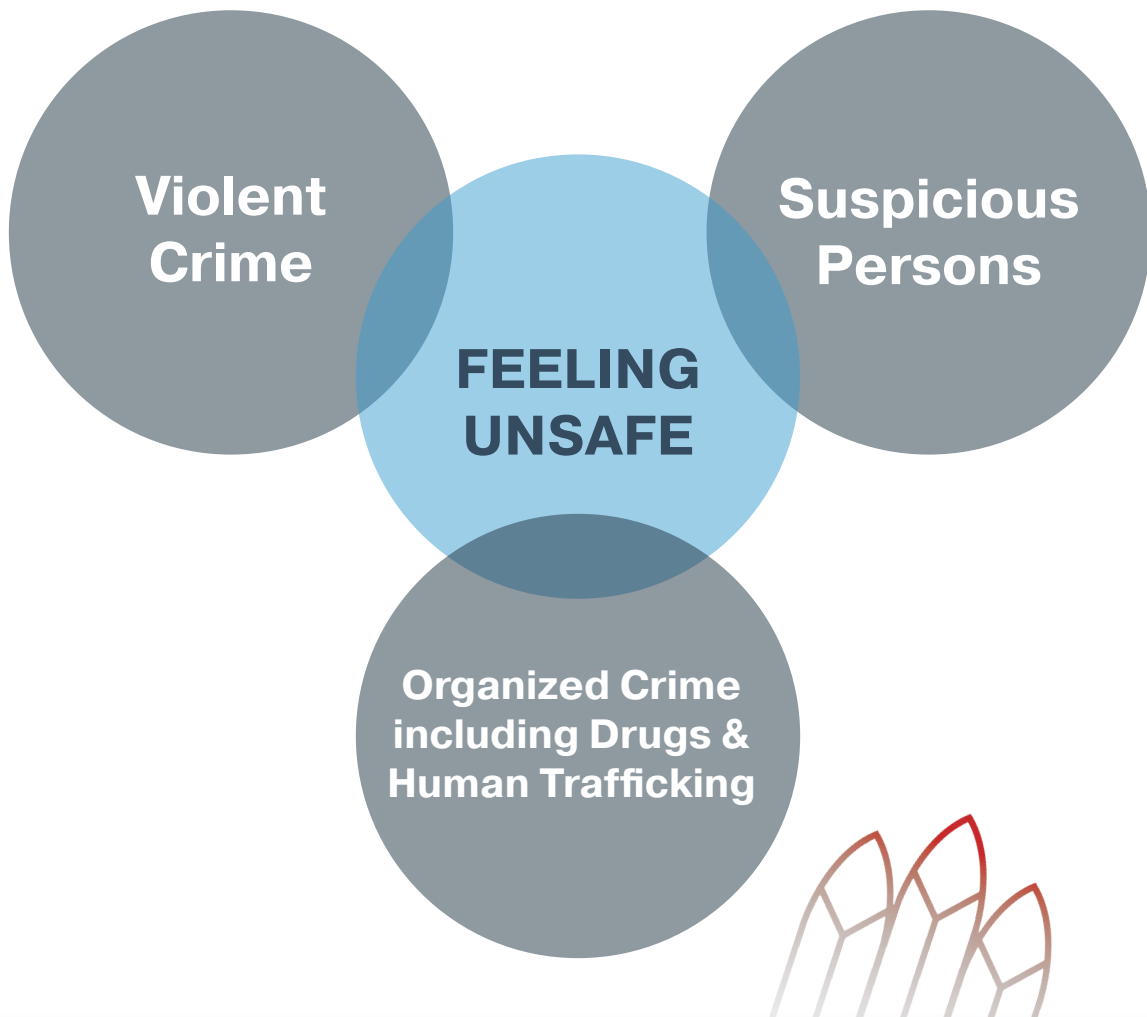 Violent
Crime
Suspicious
Persons
FEELING
UNSAFE
Organized Crime
including Drugs &
Human Trafficking